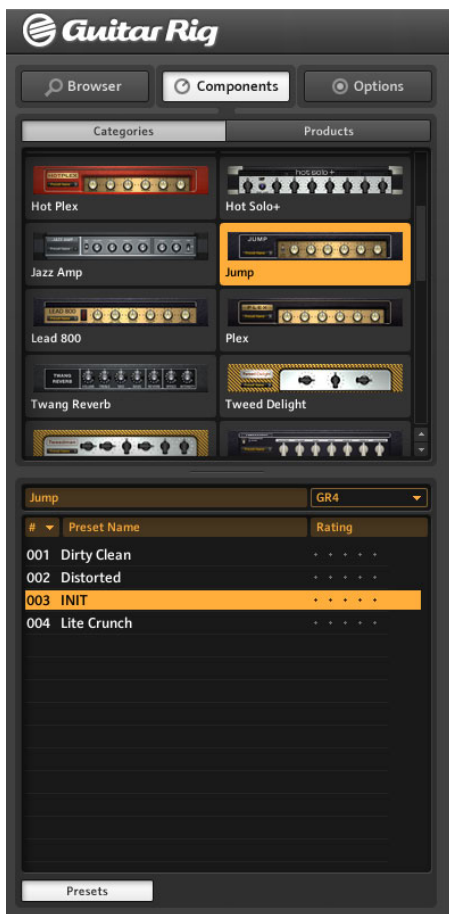 Guitar Rig
Browser Components Options
Categories Products
HOTPLEX hot solo+
Hot Plex Hot Solo+
JAZZ AMP JUMP
Jazz Amp Jump
LEAD 800 PLEX
Lead 800 Plex
TWANG REVERB
Twang Reverb Tweed Delight
Jump GR4
# Preset Name Rating
001 Dirty Clean
002 Distorted
003 INIT
004 Lite Crunch
Presets